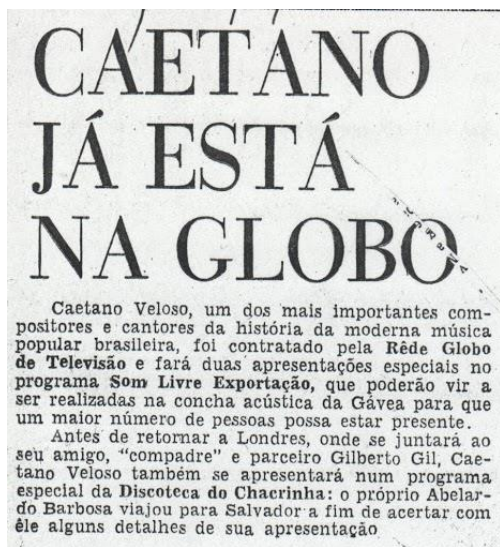 CAETANO
JÁ ESTÁ
NA GLOBO
Caetano Veloso, um dos mais importantes com-
positores e cantores da história da moderna música
popular brasileira, foi contratado pela Rêde Globo
de Televisão e fará duas apresentações especiais no
programa Som Livre Exportação, que poderão vir a
ser realizadas na concha acústica da Gávea para que
um maior número de pessoas possa estar presente.
Antes de retornar a Londres, onde se juntará ao
seu amigo, "compadre" e parceiro Gilberto Gil, Cae-
tano Veloso também se apresentará num programa
especial da Discoteca do Chacrinha: o próprio Abelar-
do Barbosa viajou para Salvador a fim de acertar com
êle alguns detalhes de sua apresentação